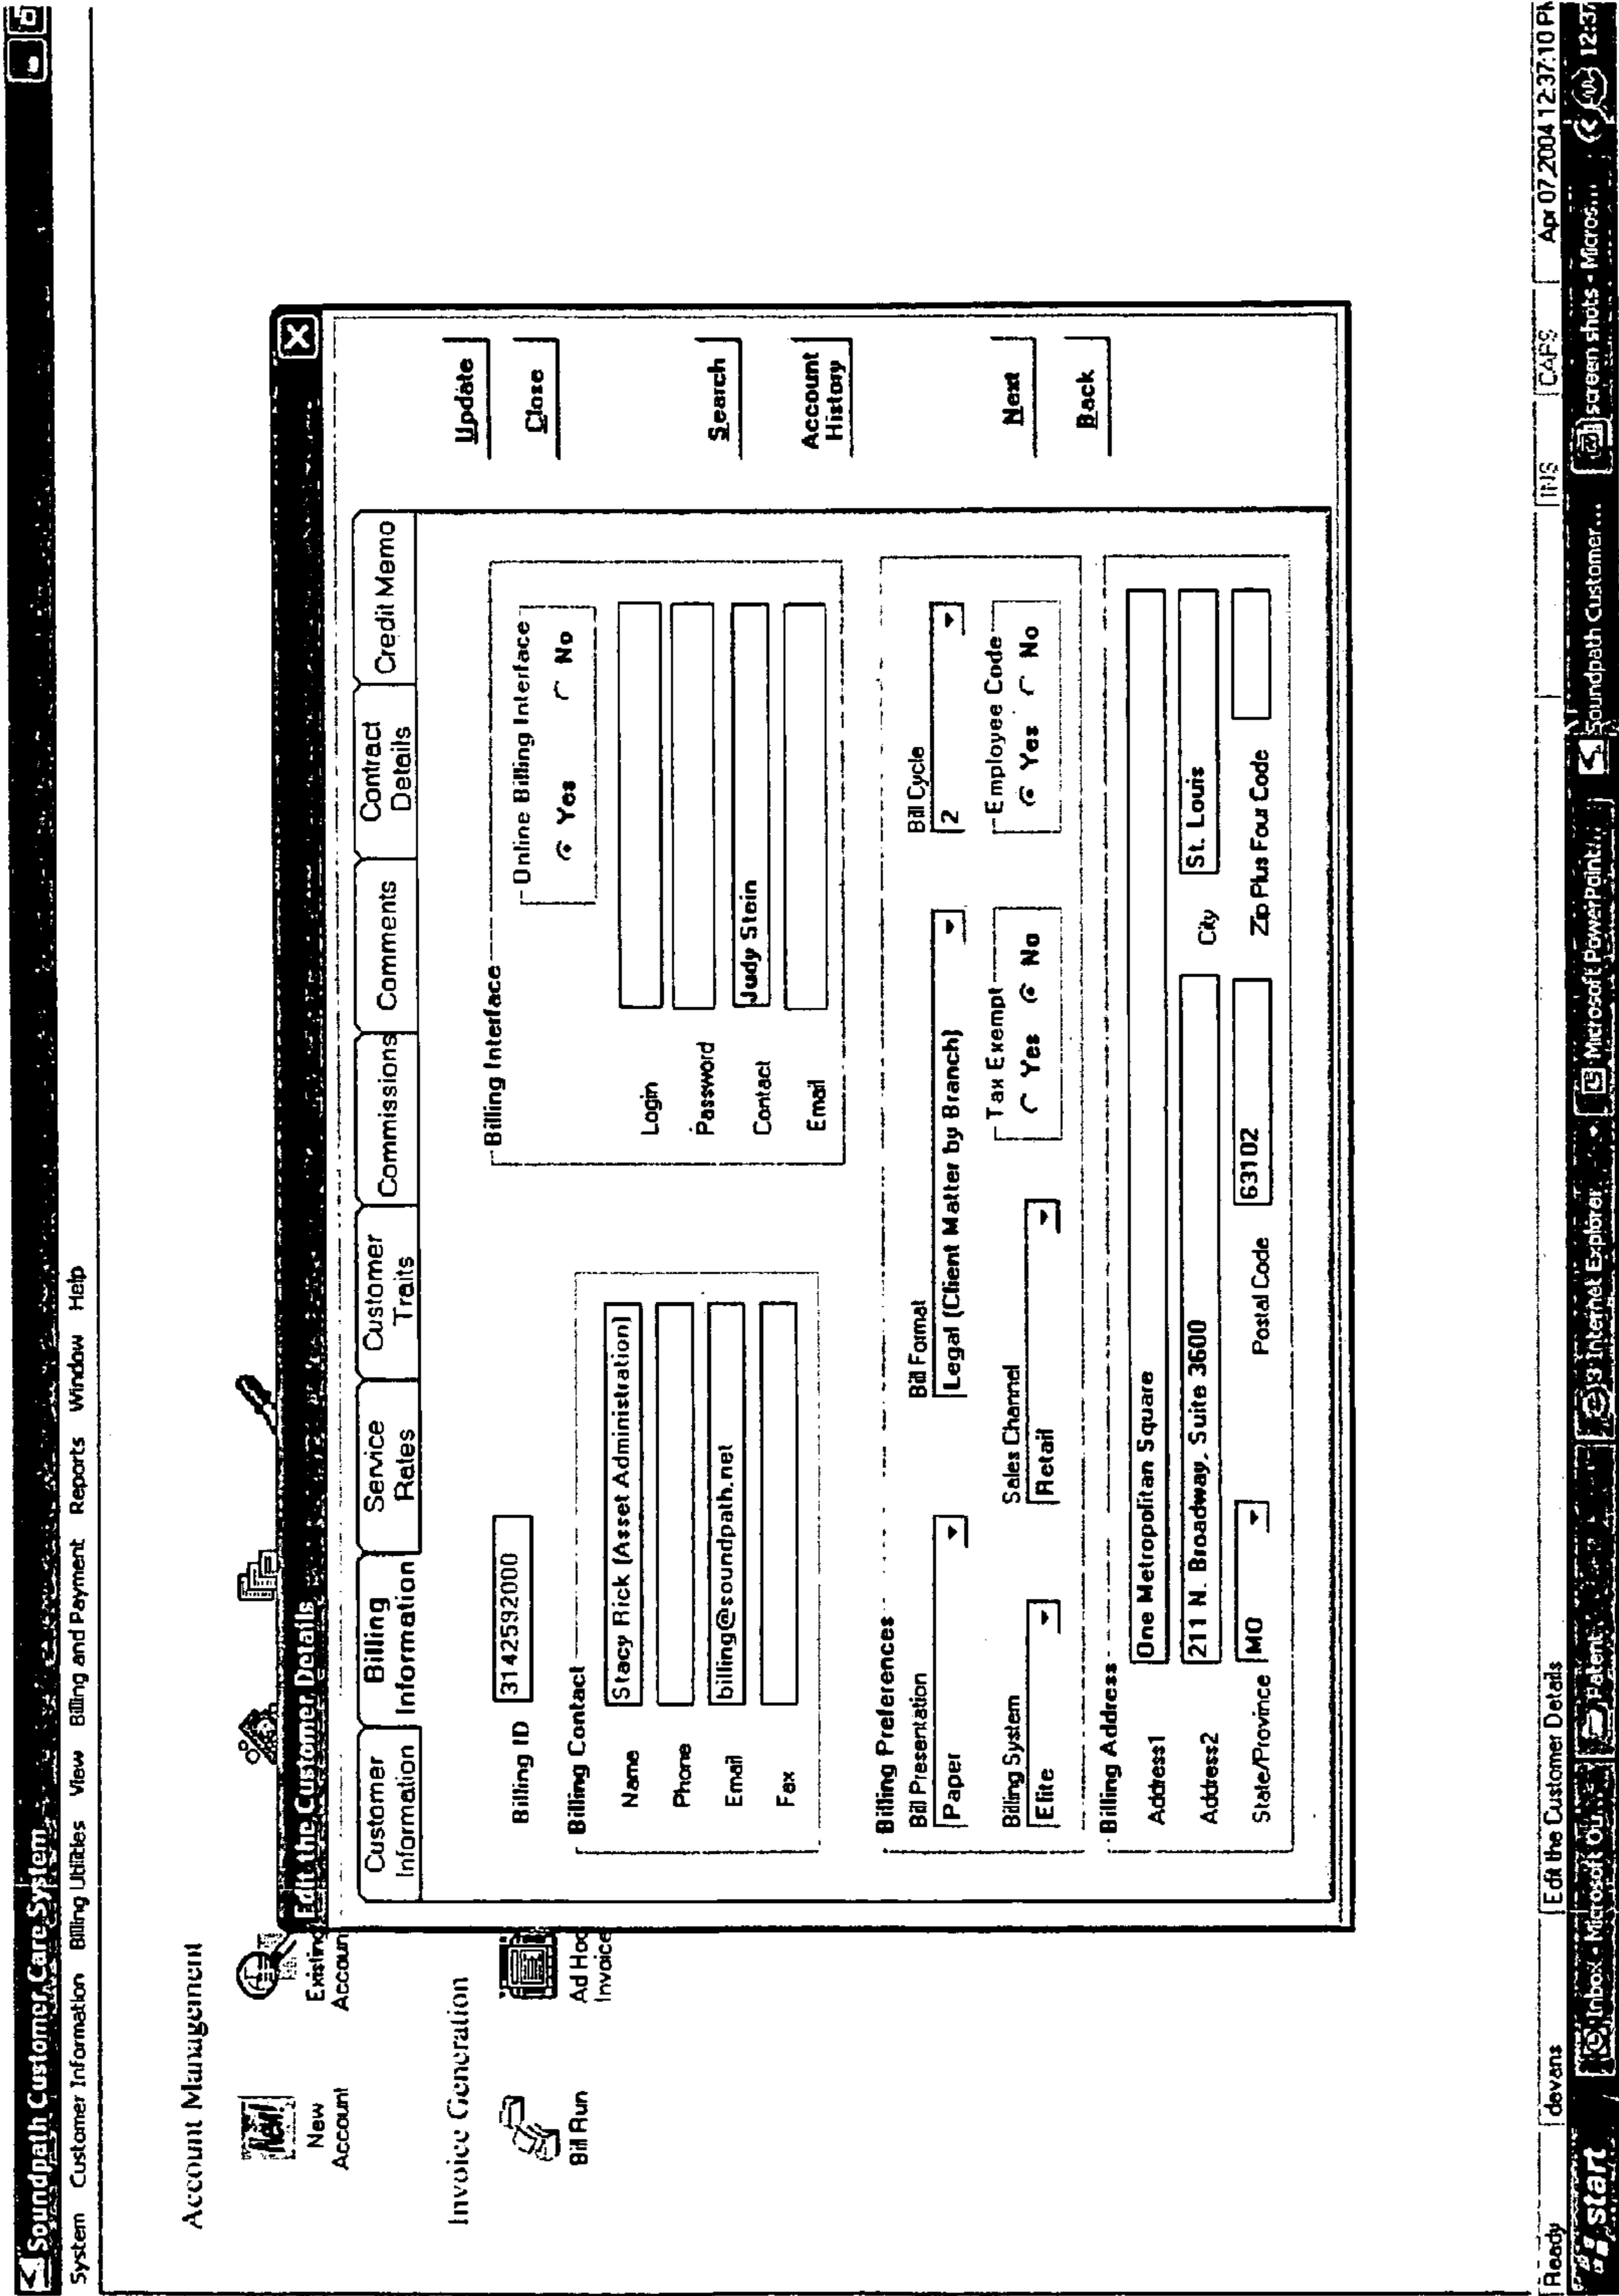 Soundpath Customer Care System
System Customer Information Billing Utilities View Billing and Payment Reports Window Help
Account Management
New Account
Existing Accoun
Invoice Generation
Bill Run
Ad Hoc Invoice
Edit the Customer Details
Customer Information
Billing Information
Service Rates
Customer Traits
Commissions
Comments
Contract Details
Credit Memo
Billing ID 31425592000
Billing Interface
Online Billing Interface
Yes No
Login
Password
Contact Judy Stein
Email
Billing Contact
Name Stacy Rick (Asset Administration)
Phone
Email billing@soundpath.net
Fax
Billing Preferences
Bill Presentation Bill Format Bill Cycle
Paper Legal (Client Matter by Branch) 2
Billing System Sales Channel Tax Exempt Employee Code
Elite Retail Yes No Yes No
Billing Address
Address1 One Metropolitan Square
Address2 211 N. Broadway, Suite 3600 City St. Louis
State/Province MO Postal Code 63102 Zip Plus Four Code
Update
Close
Search
Account History
Next
Back
Ready devans Edit the Customer Details INS CAPS Apr 07,2004 12:37:10 PM
start Inbox - Microsoft Patent 3 Internet Explorer Microsoft PowerPoint Soundpath Customer... screen shots - Micros... 12:37